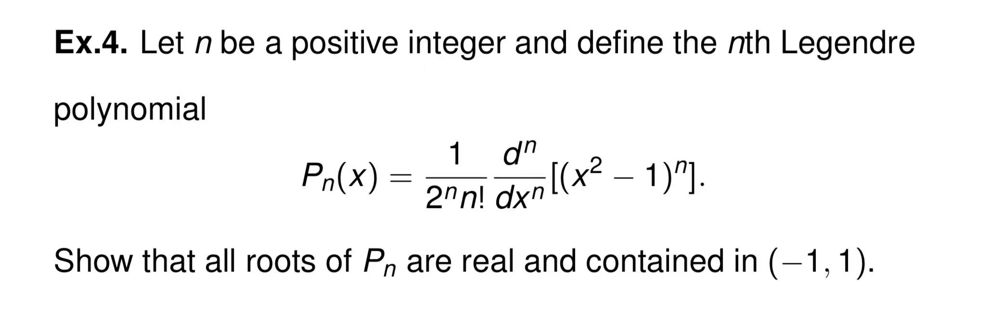 Ex.4. Let n be a positive integer and define the nth Legendre
polynomial
P_n(x) = \frac{1}{2^n n!} \frac{d^n}{dx^n} [(x^2 − 1)^n].
Show that all roots of P_n are real and contained in (−1, 1).